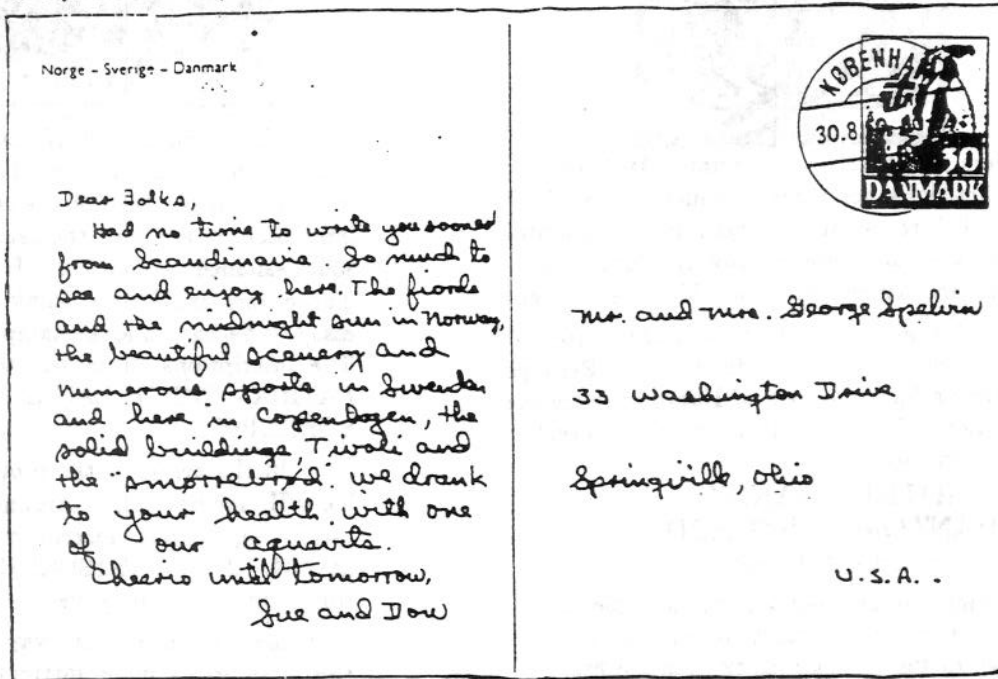 Norge - Sverige - Danmark
Dear Folks,
Had no time to write you sooner
from Scandinavia. So much to
see and enjoy here. The fiords
and the midnight sun in Norway,
the beautiful scenery and
numerous sports in Sweden
and here in Copenhagen, the
solid buildings, Tivoli and
the "smørrebrød". We drank
to your health with one
of our aquavits.
Cheerio until tomorrow,
Sue and Don
KØBENHA
30.8
30
DANMARK
Mr. and Mrs. George Spelvin
33 Washington Drive
Springville, Ohio
U.S.A.